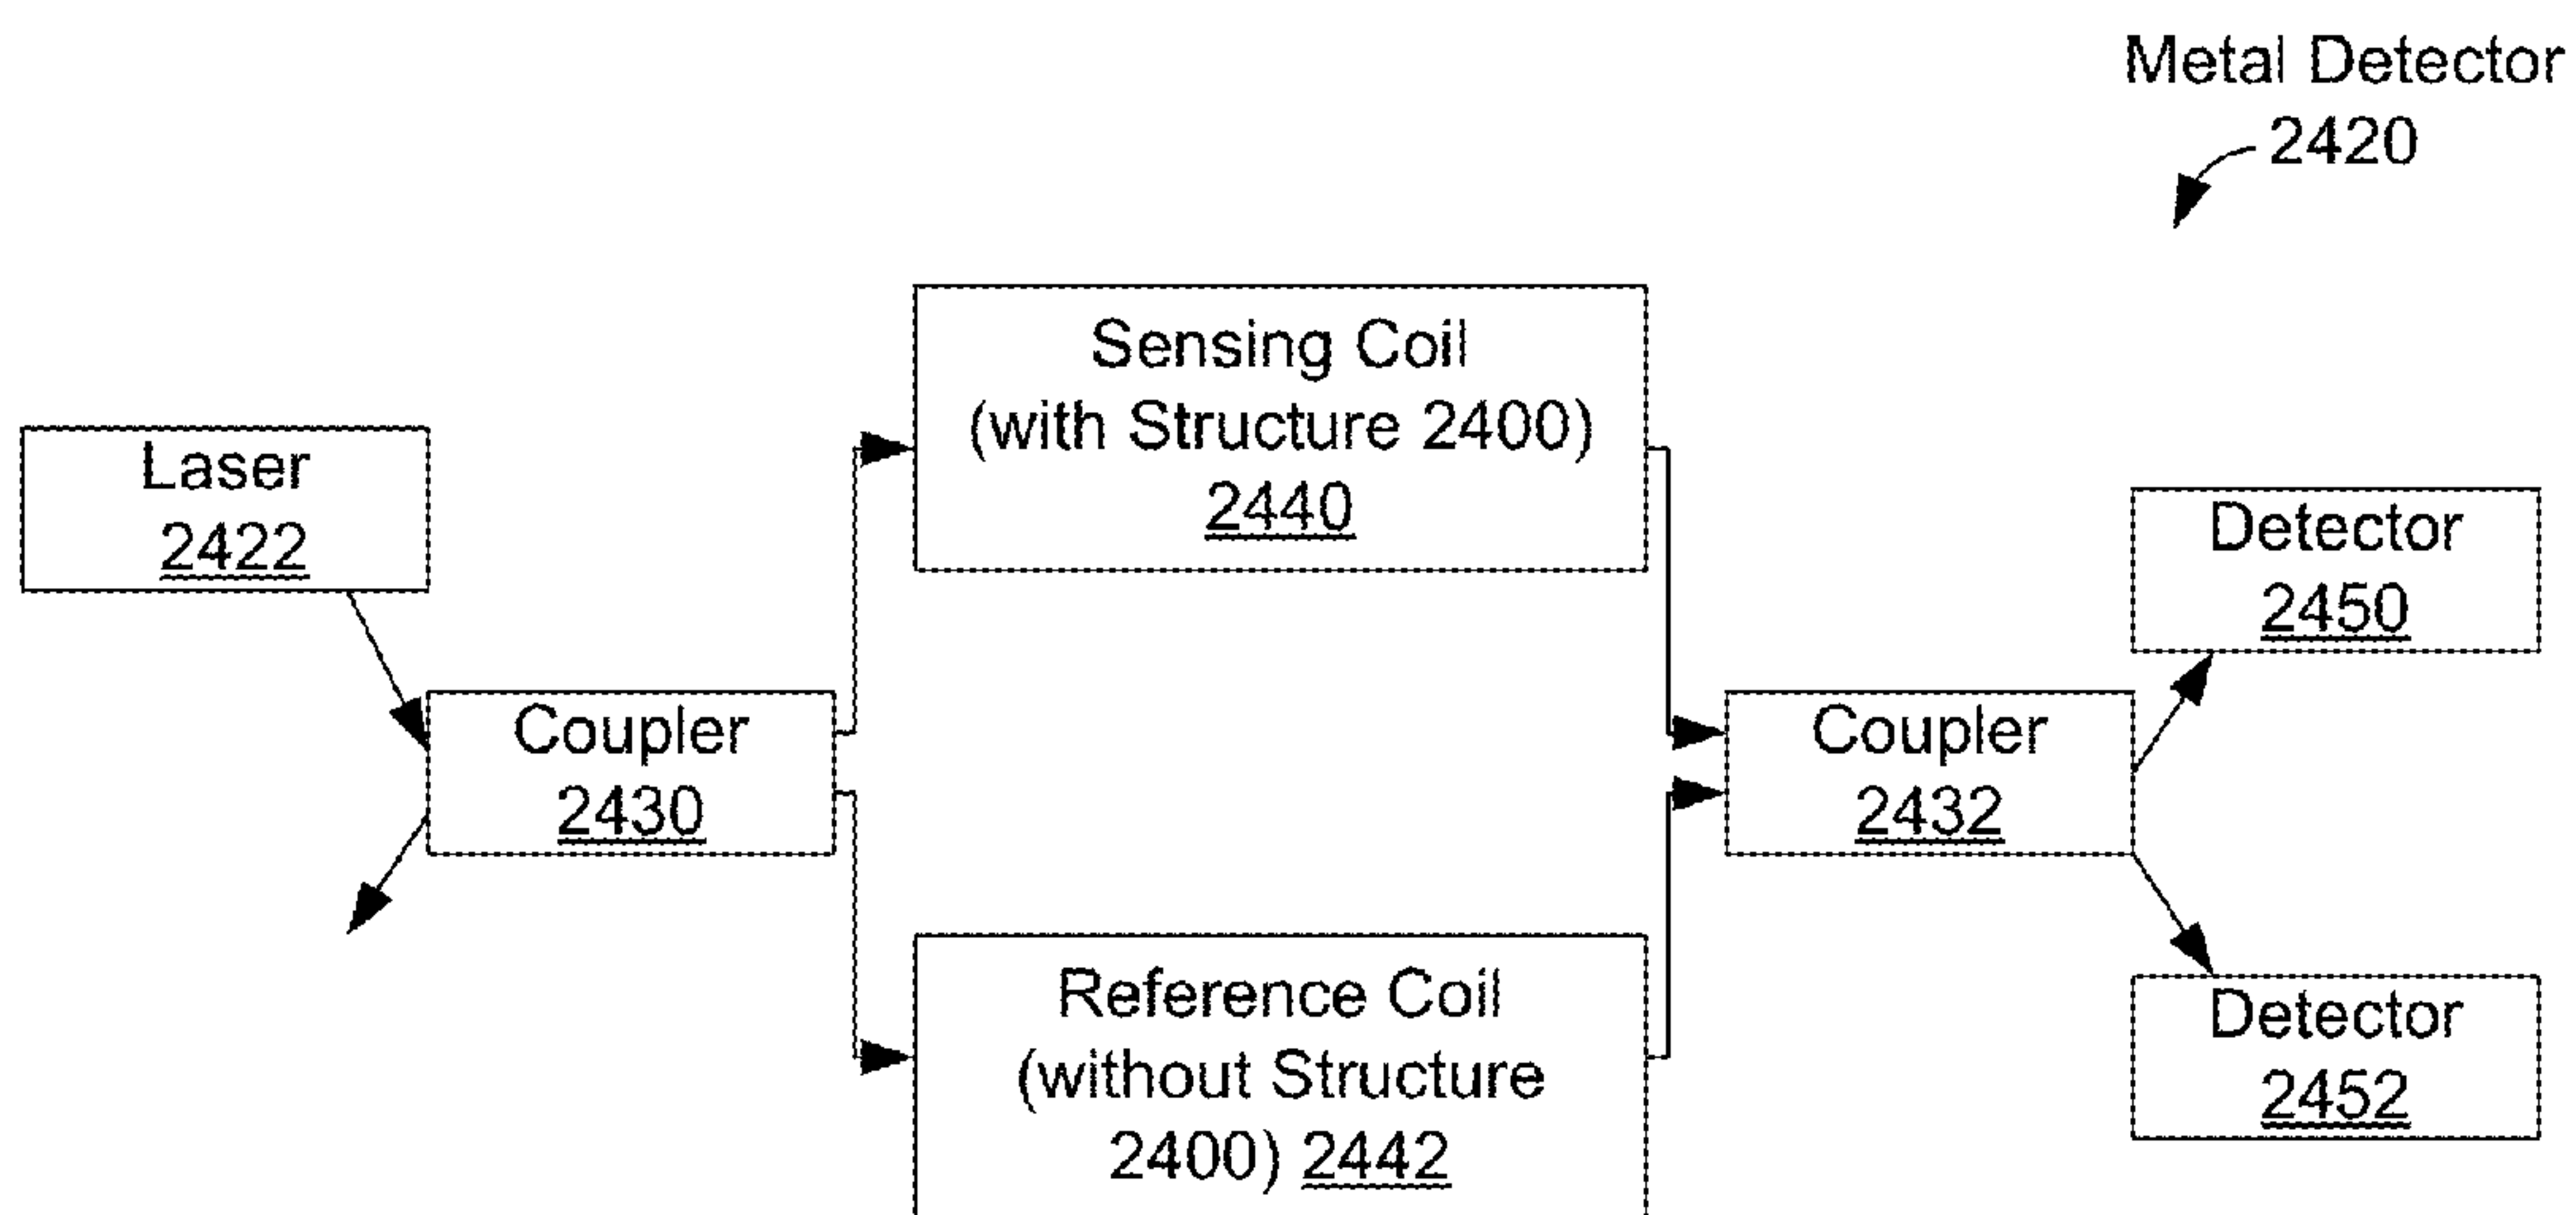 Metal Detector
2420
Sensing Coil
(with Structure 2400)
2440
Laser
2422
Detector
2450
Coupler
2430
Coupler
2432
Reference Coil
(without Structure
2400) 2442
Detector
2452